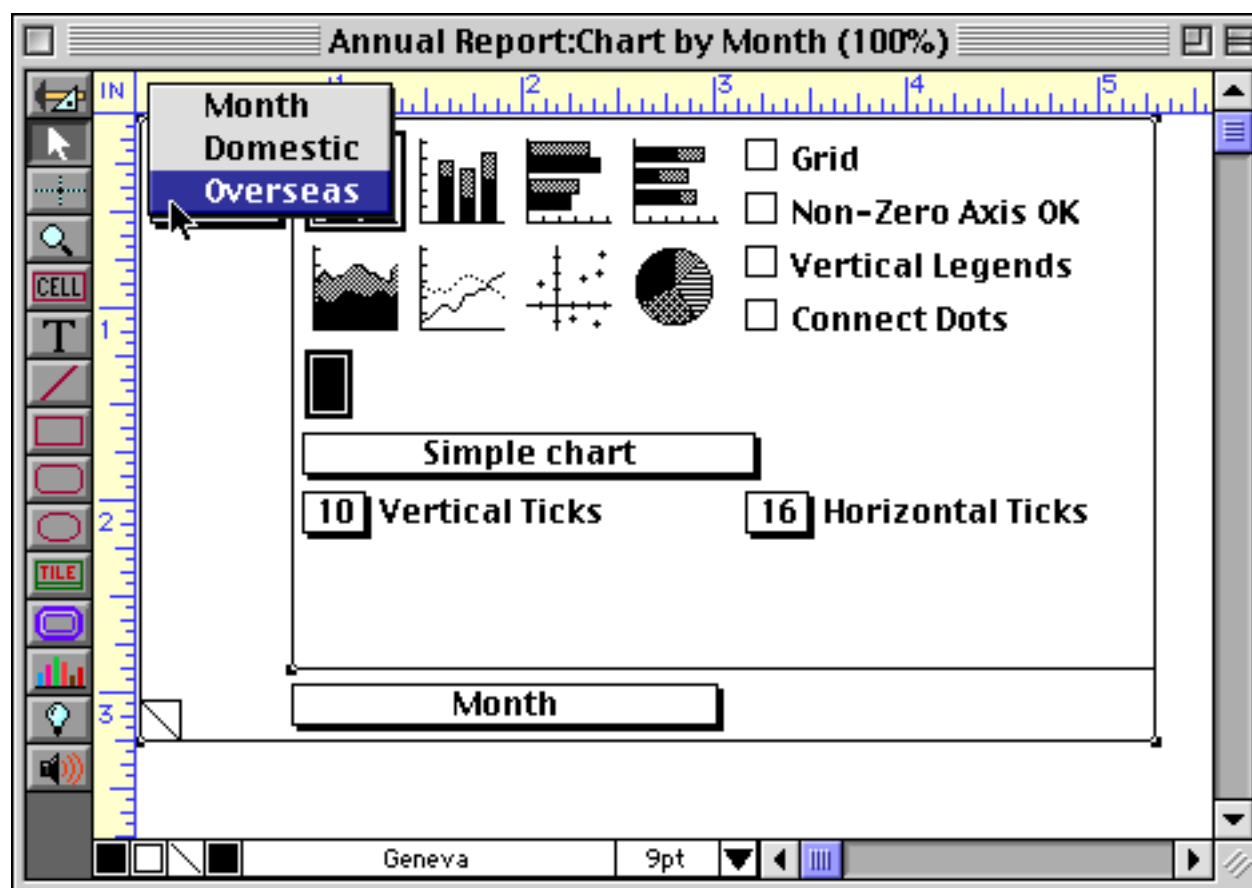 Annual Report:Chart by Month (100%)
IN
1 2 3 4 5
Month
Domestic
Overseas
Grid
Non-Zero Axis OK
Vertical Legends
Connect Dots
CELL
T
1
Simple chart
10 Vertical Ticks
16 Horizontal Ticks
2
TILE
Month
3
Geneva
9pt